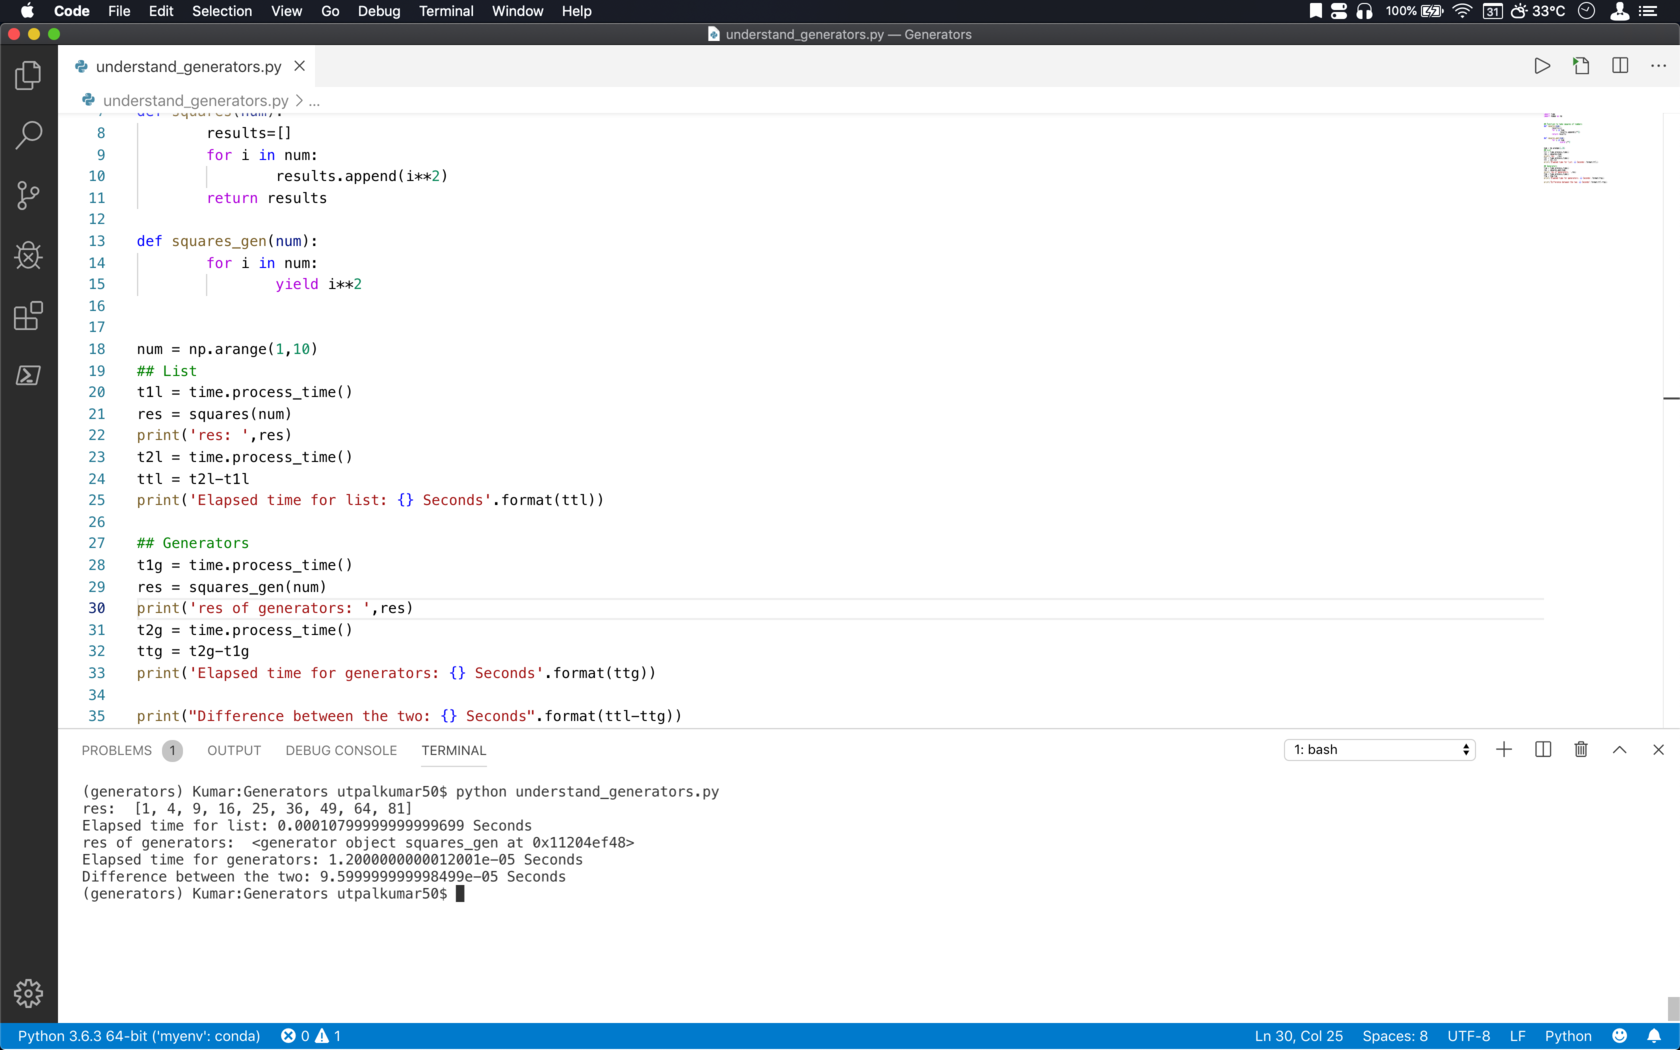 Code File Edit Selection View Go Debug Terminal Window Help 100% 31 33°C
understand_generators.py — Generators
understand_generators.py
understand_generators.py > ...
7 def squares(num):
8 results=[]
9 for i in num:
10 results.append(i**2)
11 return results
12
13 def squares_gen(num):
14 for i in num:
15 yield i**2
16
17
18 num = np.arange(1,10)
19 ## List
20 t1l = time.process_time()
21 res = squares(num)
22 print('res: ',res)
23 t2l = time.process_time()
24 ttl = t2l-t1l
25 print('Elapsed time for list: {} Seconds'.format(ttl))
26
27 ## Generators
28 t1g = time.process_time()
29 res = squares_gen(num)
30 print('res of generators: ',res)
31 t2g = time.process_time()
32 ttg = t2g-t1g
33 print('Elapsed time for generators: {} Seconds'.format(ttg))
34
35 print("Difference between the two: {} Seconds".format(ttl-ttg))
PROBLEMS 1 OUTPUT DEBUG CONSOLE TERMINAL 1: bash
(generators) Kumar:Generators utpalkumar50$ python understand_generators.py
res:  [1, 4, 9, 16, 25, 36, 49, 64, 81]
Elapsed time for list: 0.00010799999999999699 Seconds
res of generators:  <generator object squares_gen at 0x11204ef48>
Elapsed time for generators: 1.2000000000012001e-05 Seconds
Difference between the two: 9.599999999998499e-05 Seconds
(generators) Kumar:Generators utpalkumar50$
Python 3.6.3 64-bit ('myenv': conda) 0 1 Ln 30, Col 25 Spaces: 8 UTF-8 LF Python